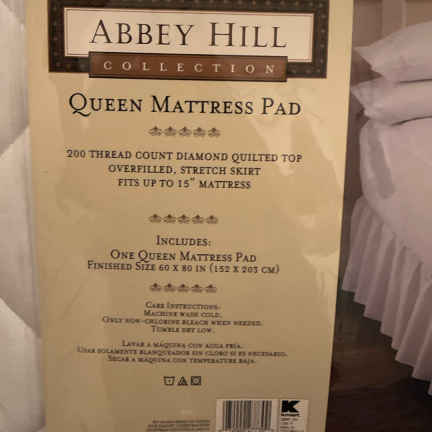 ABBEY HILL
COLLECTION
QUEEN MATTRESS PAD
200 THREAD COUNT DIAMOND QUILTED TOP
OVERFILLED, STRETCH SKIRT
FITS UP TO 15" MATTRESS
INCLUDES:
ONE QUEEN MATTRESS PAD
FINISHED SIZE 60 X 80 IN (152 X 203 CM)
CARE INSTRUCTIONS:
MACHINE WASH COLD.
ONLY NON-CHLORINE BLEACH WHEN NEEDED.
TUMBLE DRY LOW.
LAVAR A MÁQUINA CON AGUA FRÍA.
USAR SOLAMENTE BLANQUEADOR SIN CLORO SI ES NECESARIO.
SECAR A MÁQUINA CON TEMPERATURE BAJA.
K
kmart